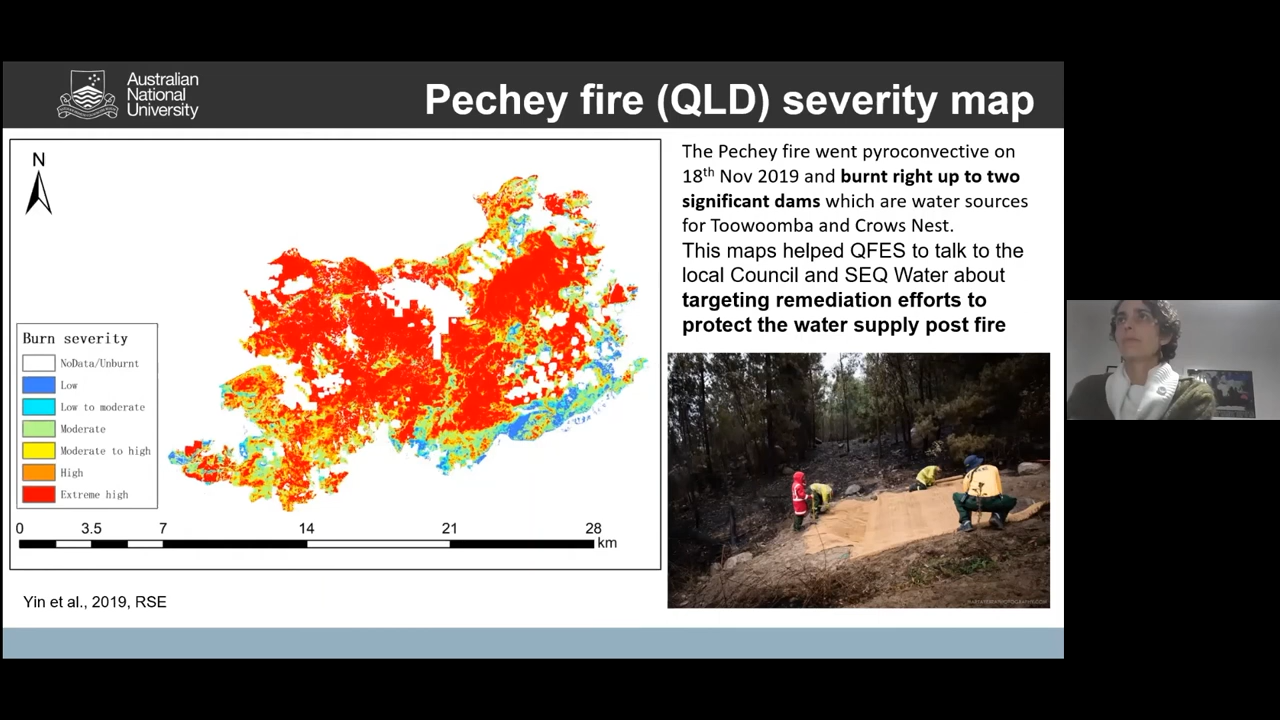 Australian
National
University
Pechey fire (QLD) severity map
N
Burn severity
NoData/Unburnt
Low
Low to moderate
Moderate
Moderate to high
High
Extreme high
0 3.5 7 14 21 28
km
Yin et al., 2019, RSE
The Pechey fire went pyroconvective on
18th Nov 2019 and burnt right up to two
significant dams which are water sources
for Toowoomba and Crows Nest.
This maps helped QFES to talk to the
local Council and SEQ Water about
targeting remediation efforts to
protect the water supply post fire